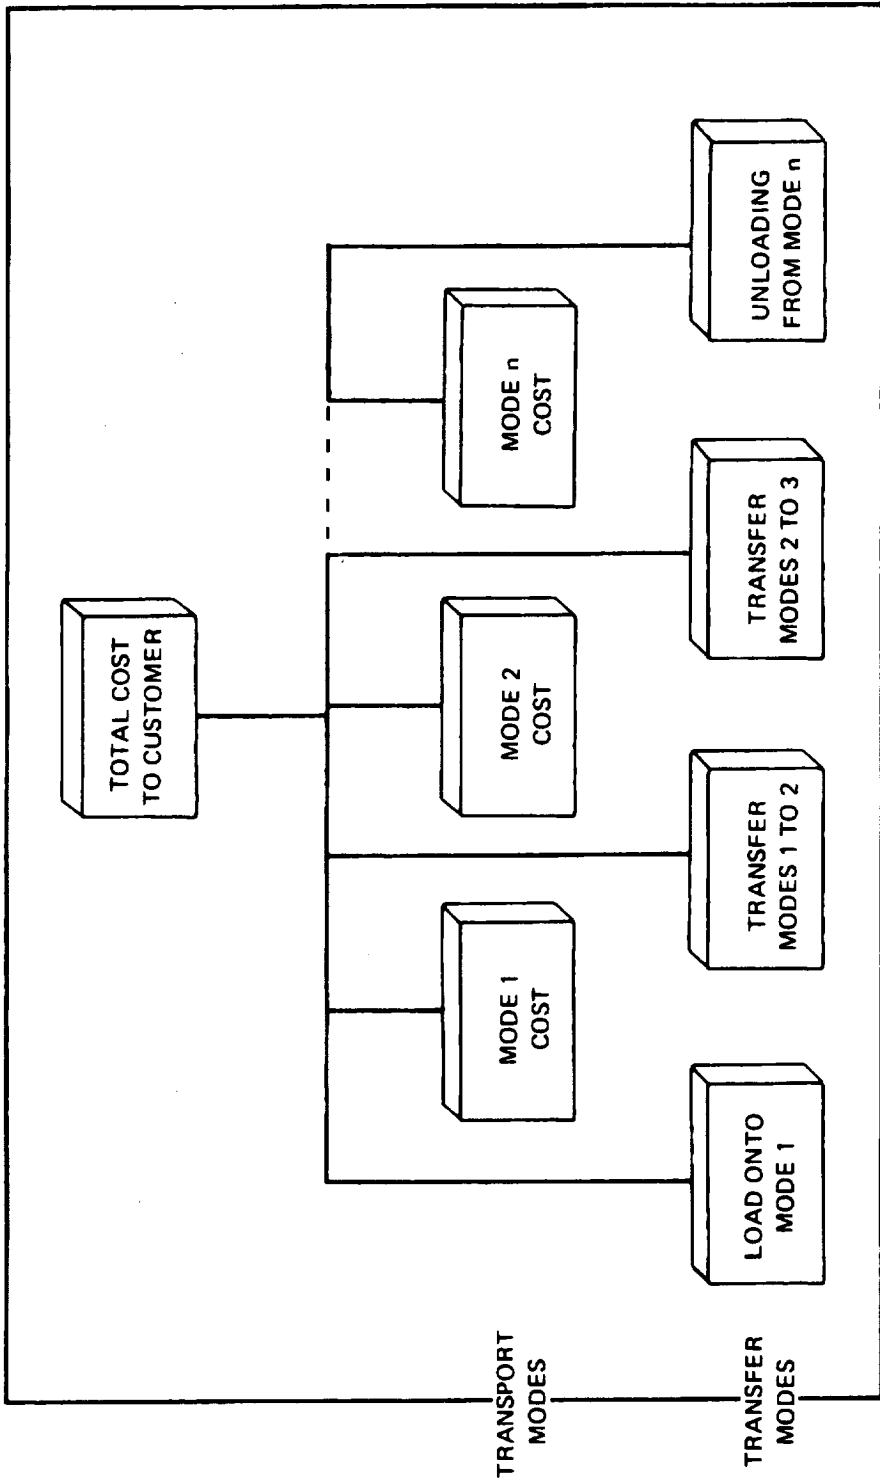 TOTAL COST
TO CUSTOMER
TRANSPORT
MODES
MODE 1
COST
MODE 2
COST
MODE n
COST
TRANSFER
MODES
LOAD ONTO
MODE 1
TRANSFER
MODES 1 TO 2
TRANSFER
MODES 2 TO 3
UNLOADING
FROM MODE n